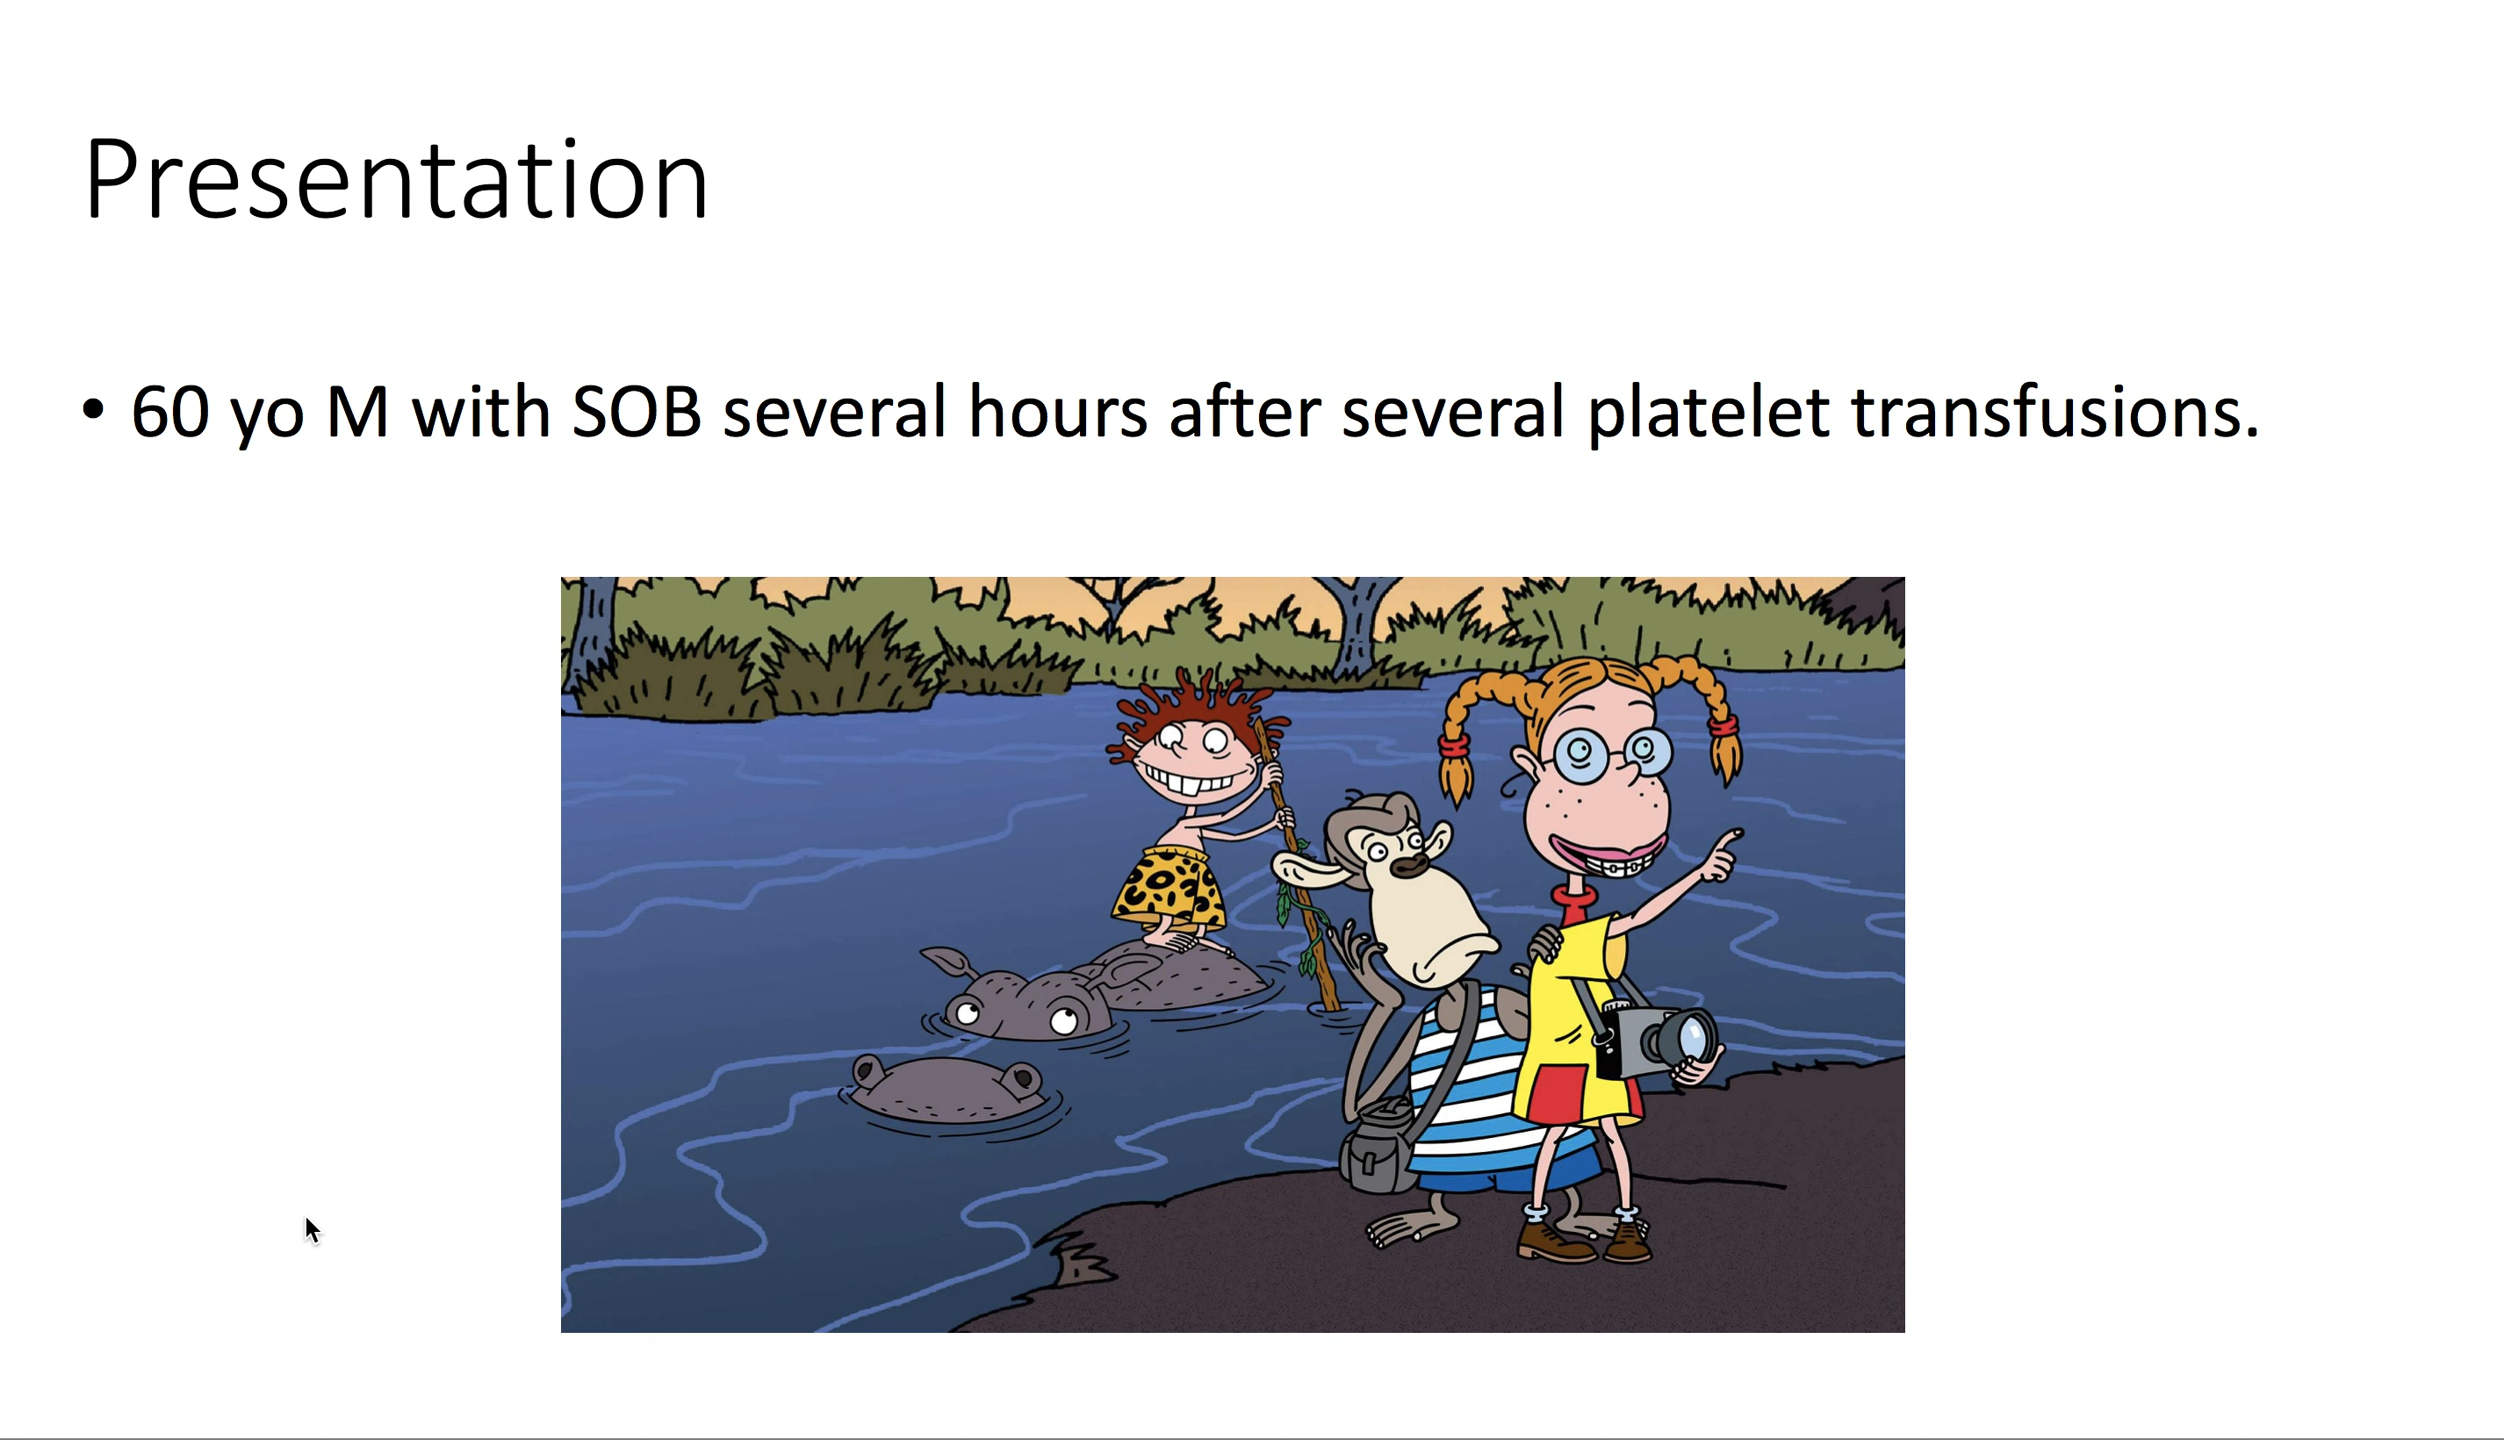 Presentation
• 60 yo M with SOB several hours after several platelet transfusions.